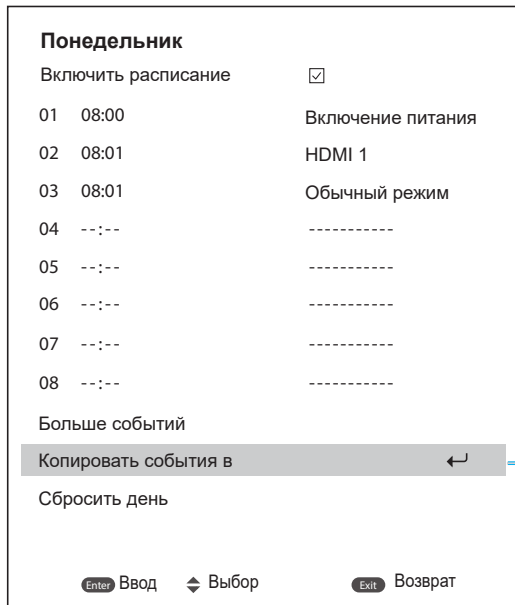 Понедельник
Включить расписание ☑
01 08:00 Включение питания
02 08:01 HDMI 1
03 08:01 Обычный режим
04 --:-- -----------
05 --:-- -----------
06 --:-- -----------
07 --:-- -----------
08 --:-- -----------
Больше событий
Копировать события в
Сбросить день
Enter Ввод Выбор Exit Возврат